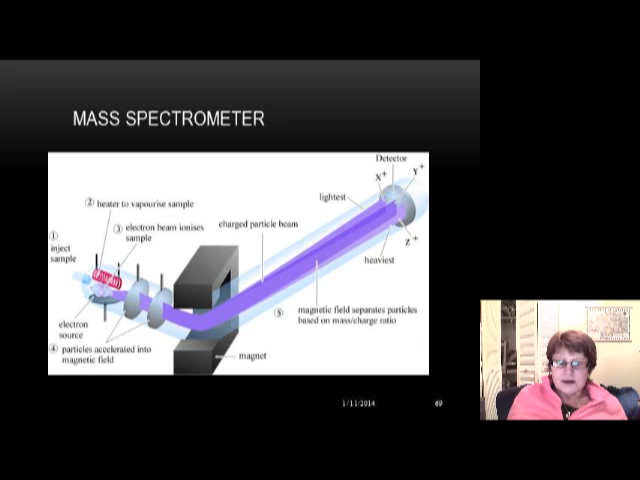 MASS SPECTROMETER
Detector
X+
Y+
② heater to vapourise sample
lightest
③ electron beam ionises
sample
charged particle beam
①
inject
sample
Z+
heaviest
⑤ magnetic field separates particles
based on mass/charge ratio
electron
source
④ particles accelerated into
magnetic field
magnet
1/11/2014
69